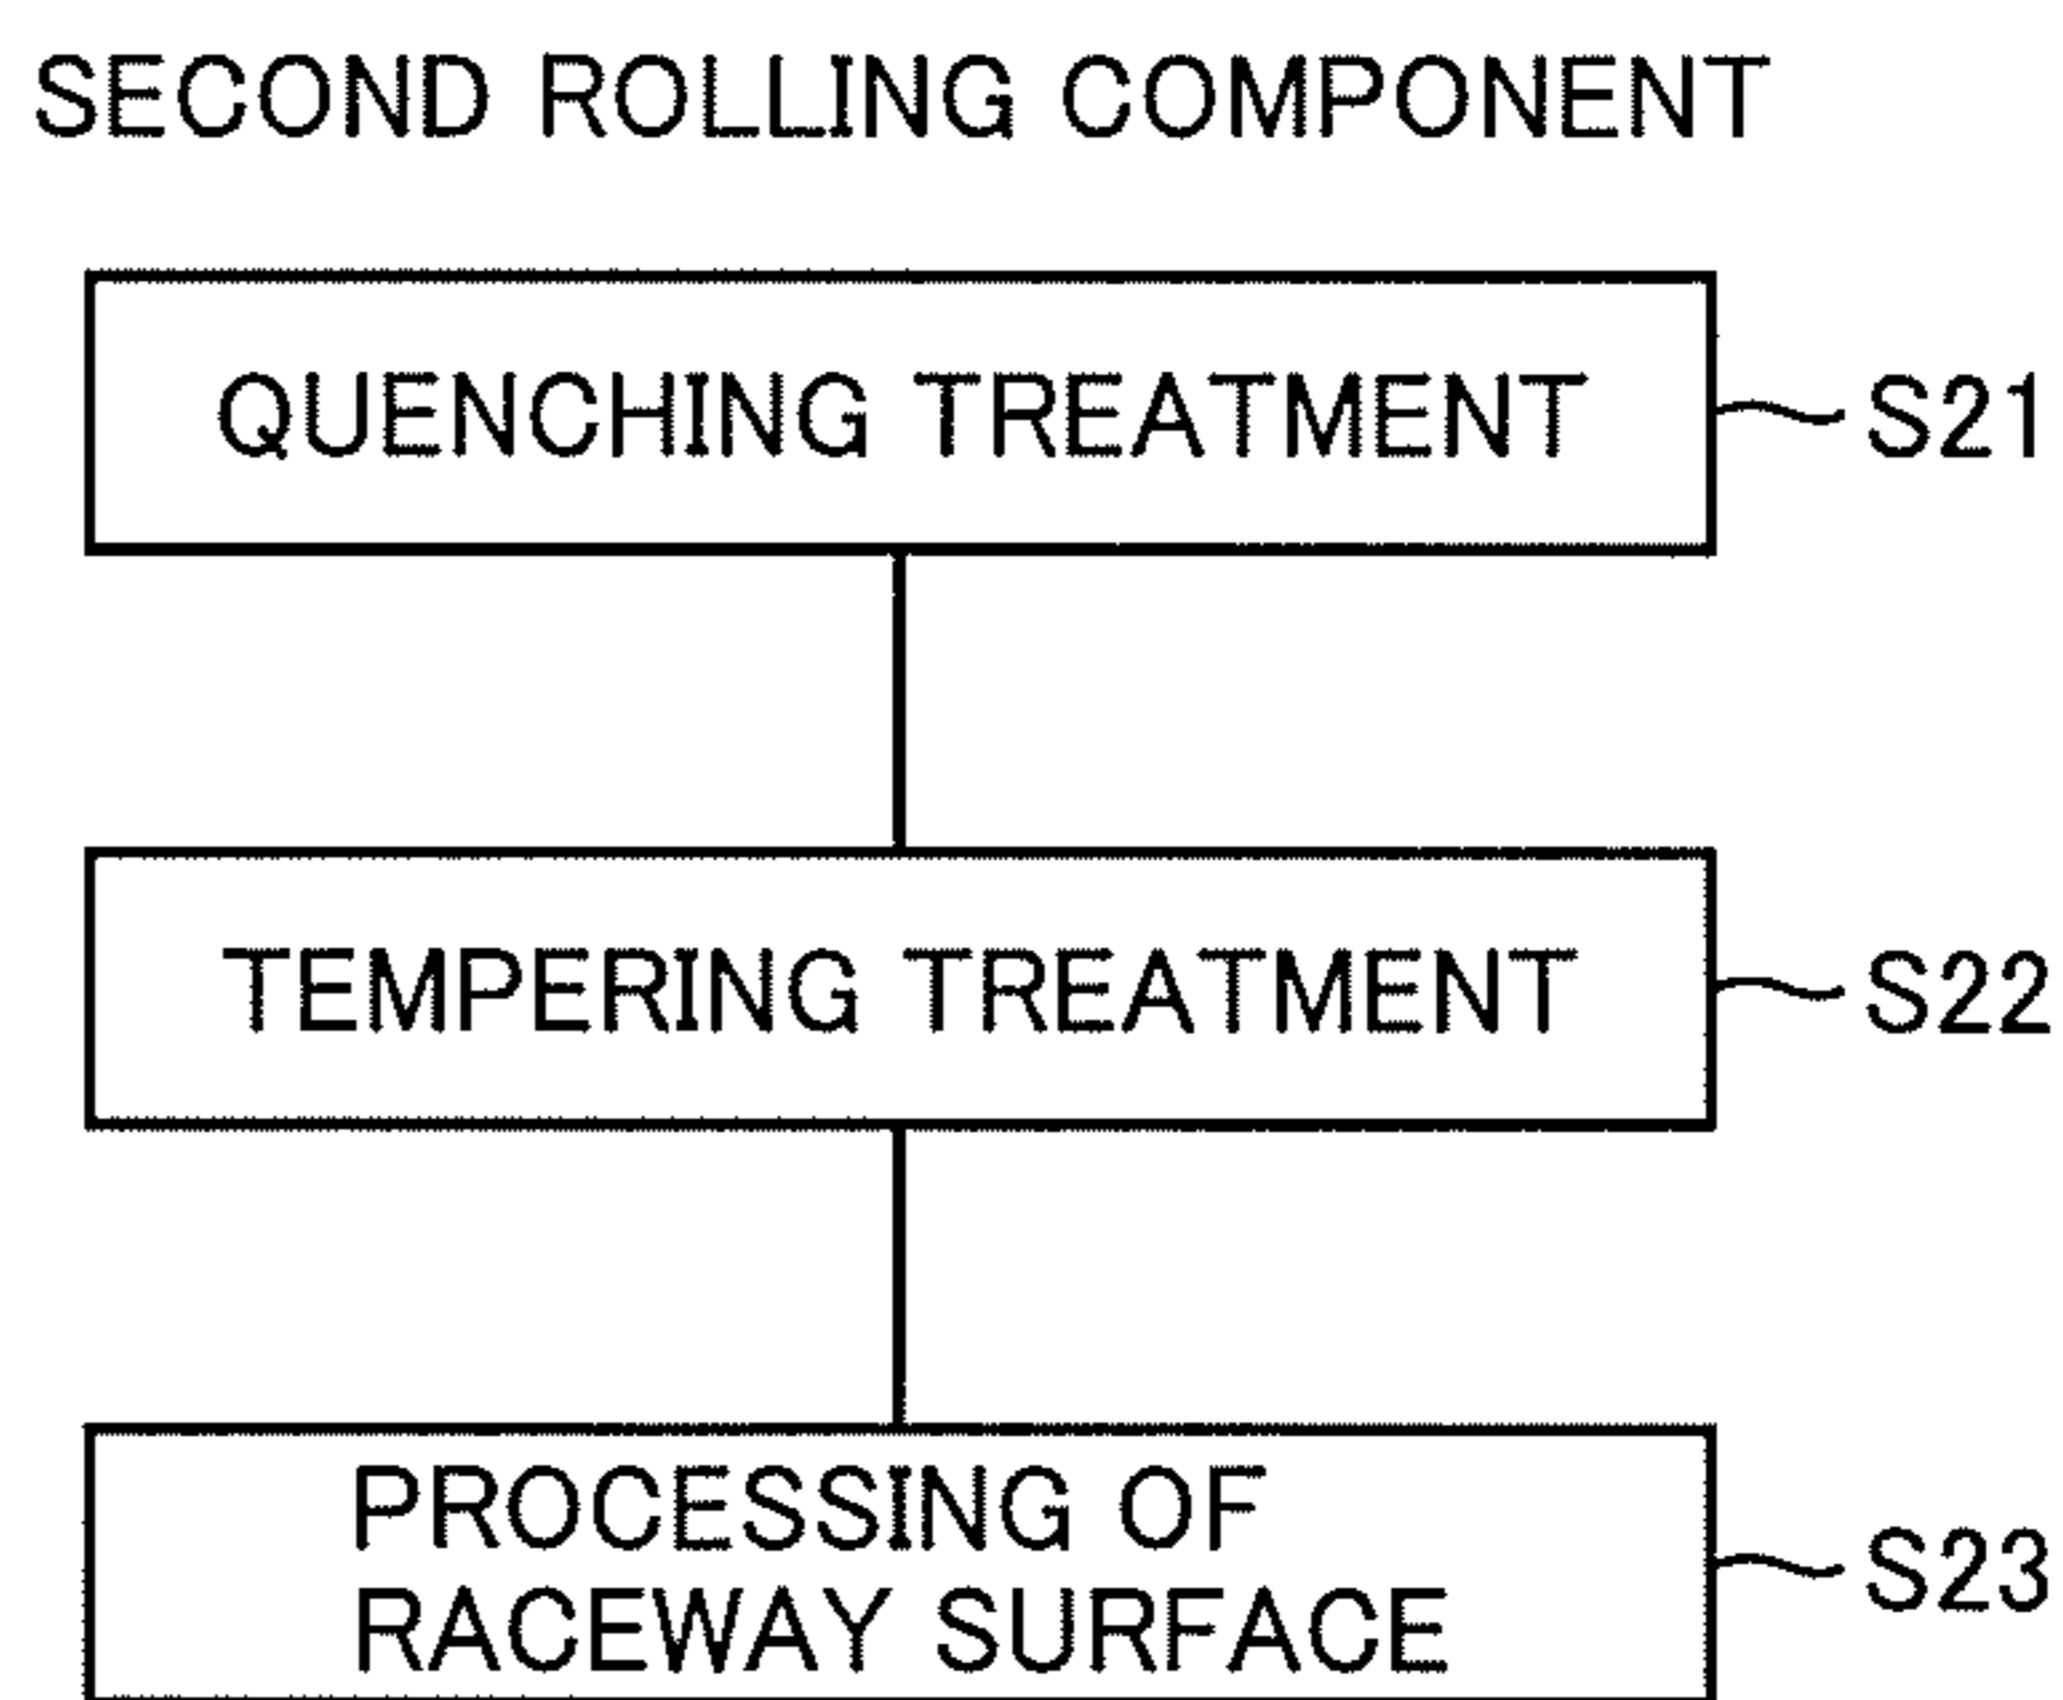 SECOND ROLLING COMPONENT
QUENCHING TREATMENT
S21
TEMPERING TREATMENT
S22
PROCESSING OF
RACEWAY SURFACE
S23